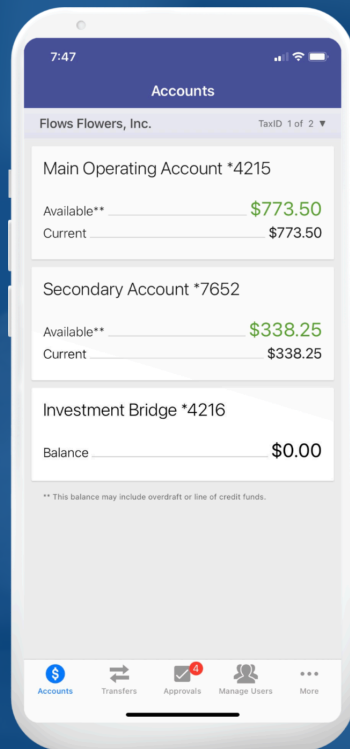 7:47
Accounts
Flows Flowers, Inc. TaxID 1 of 2 ▼
Main Operating Account *4215
Available** $773.50
Current $773.50
Secondary Account *7652
Available** $338.25
Current $338.25
Investment Bridge *4216
Balance $0.00
** This balance may include overdraft or line of credit funds.
$ 4
Accounts Transfers Approvals Manage Users More